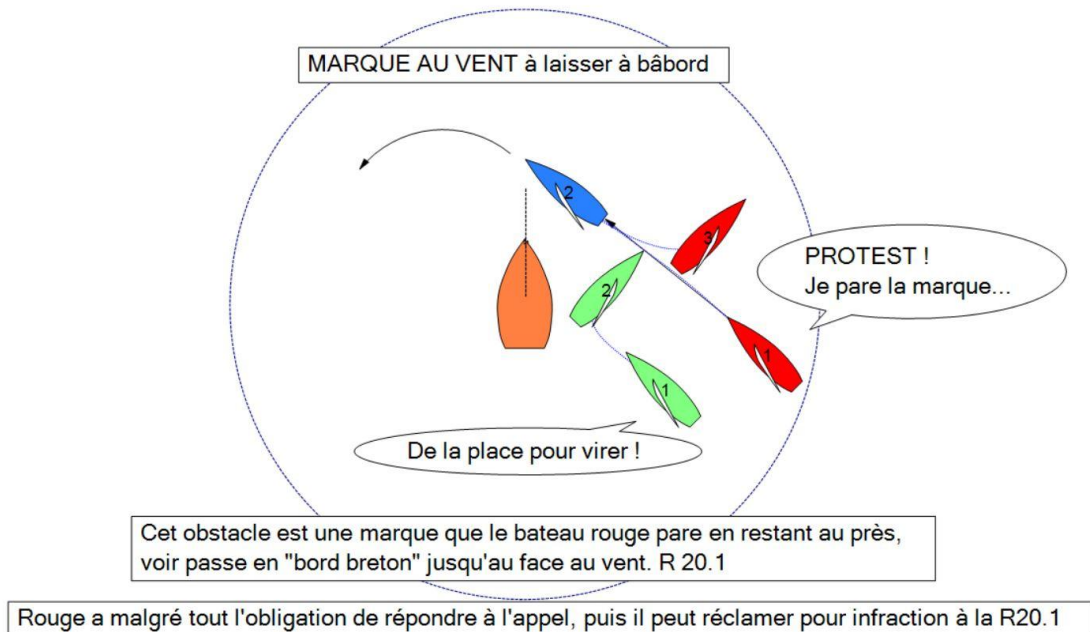 MARQUE AU VENT à laisser à bâbord
2
3
PROTEST !
Je pare la marque...
2
1
1
De la place pour virer !
Cet obstacle est une marque que le bateau rouge pare en restant au près,
voir passe en "bord breton" jusqu'au face au vent. R 20.1
Rouge a malgré tout l'obligation de répondre à l'appel, puis il peut réclamer pour infraction à la R20.1